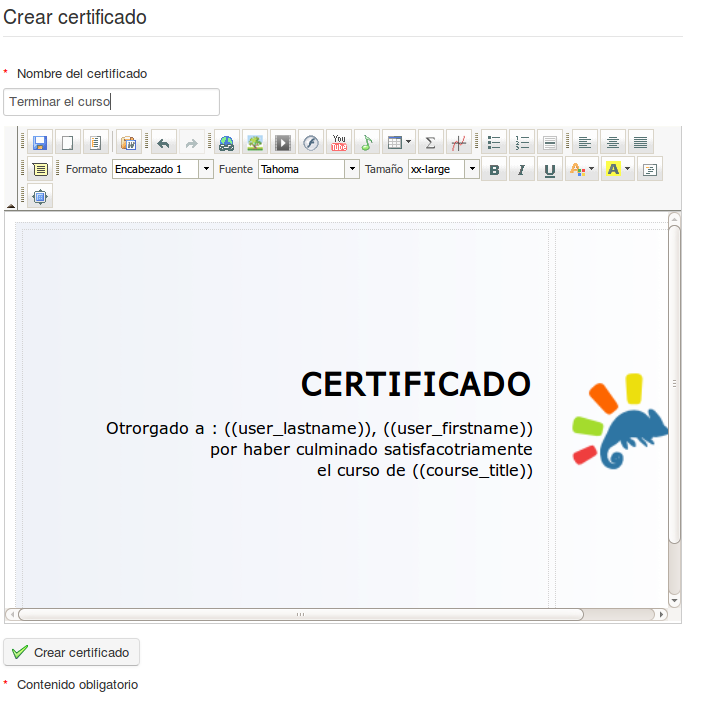 Crear certificado
* Nombre del certificado
Terminar el curso
You Tube
Formato Encabezado 1 Fuente Tahoma Tamaño xx-large B I U A A
CERTIFICADO
Otrorgado a : ((user_lastname)), ((user_firstname))
por haber culminado satisfacotriamente
el curso de ((course_title))
Crear certificado
* Contenido obligatorio